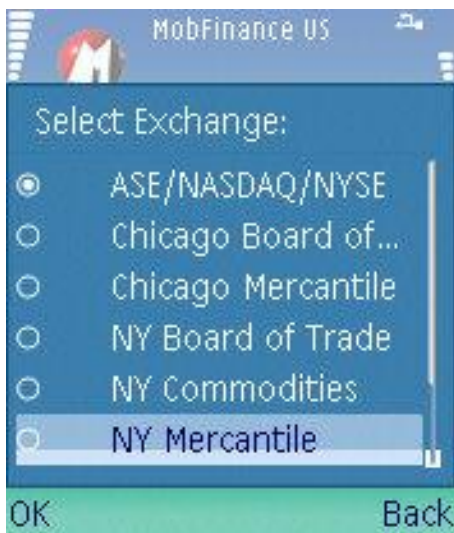 MobFinance US
M
Select Exchange:
ASE/NASDAQ/NYSE
Chicago Board of...
Chicago Mercantile
NY Board of Trade
NY Commodities
NY Mercantile
OK Back